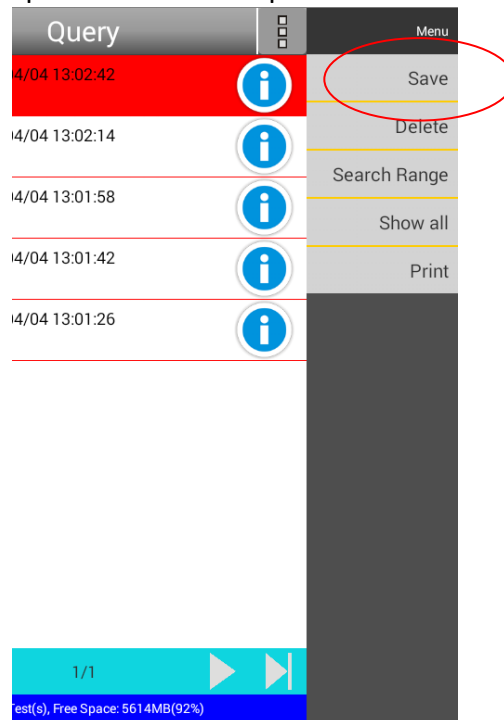 Query
Menu
4/04 13:02:42
Save
4/04 13:02:14
Delete
Search Range
4/04 13:01:58
Show all
4/04 13:01:42
Print
4/04 13:01:26
1/1
est(s), Free Space: 5614MB(92%)